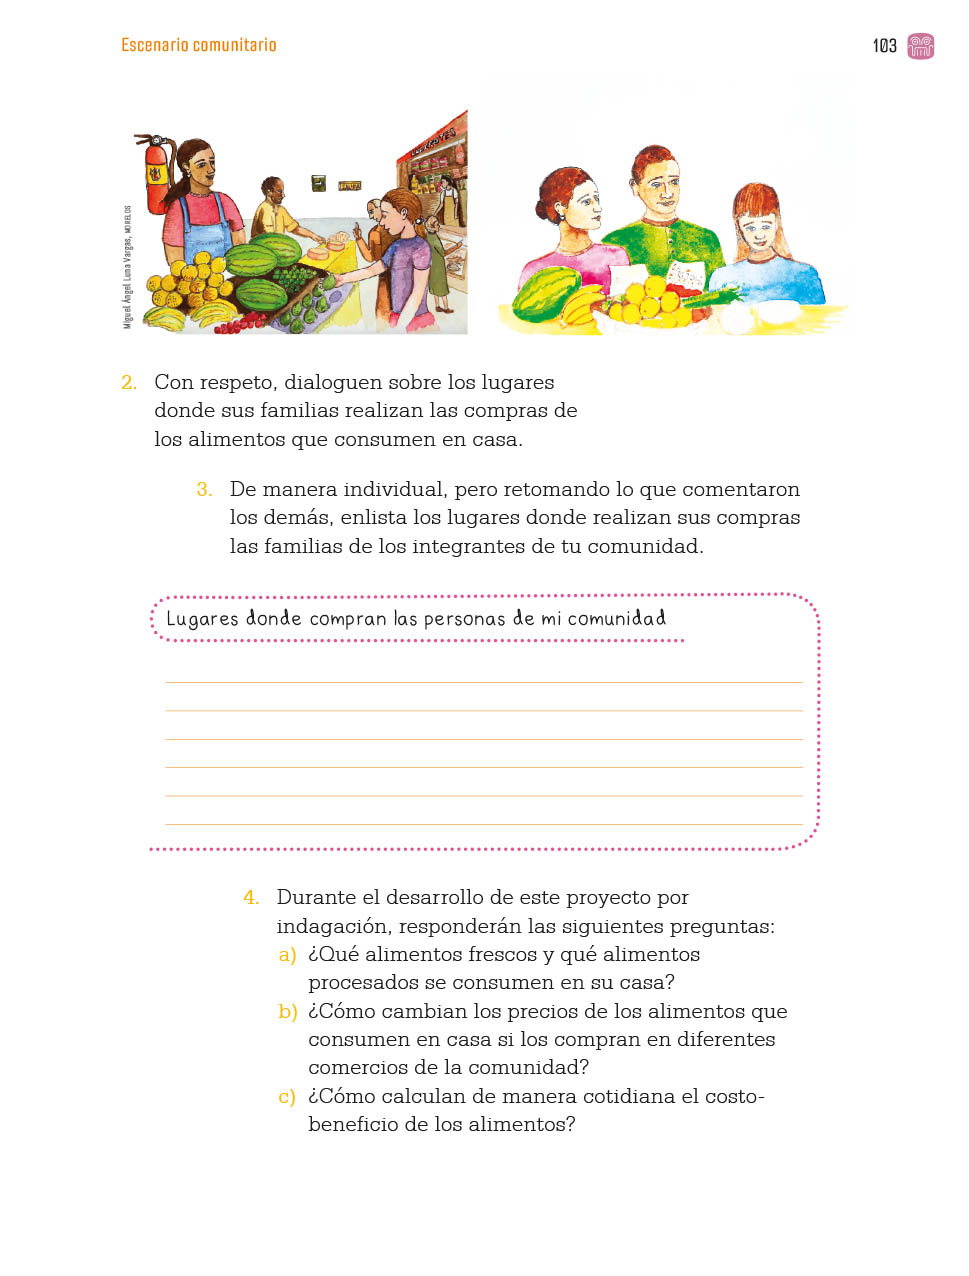 Escenario comunitario
103
Miguel Ángel Luna Vargas, MORELOS
2. Con respeto, dialoguen sobre los lugares
donde sus familias realizan las compras de
los alimentos que consumen en casa.
3. De manera individual, pero retomando lo que comentaron
los demás, enlista los lugares donde realizan sus compras
las familias de los integrantes de tu comunidad.
Lugares donde compran las personas de mi comunidad
4. Durante el desarrollo de este proyecto por
indagación, responderán las siguientes preguntas:
a) ¿Qué alimentos frescos y qué alimentos
procesados se consumen en su casa?
b) ¿Cómo cambian los precios de los alimentos que
consumen en casa si los compran en diferentes
comercios de la comunidad?
c) ¿Cómo calculan de manera cotidiana el costo-
beneficio de los alimentos?